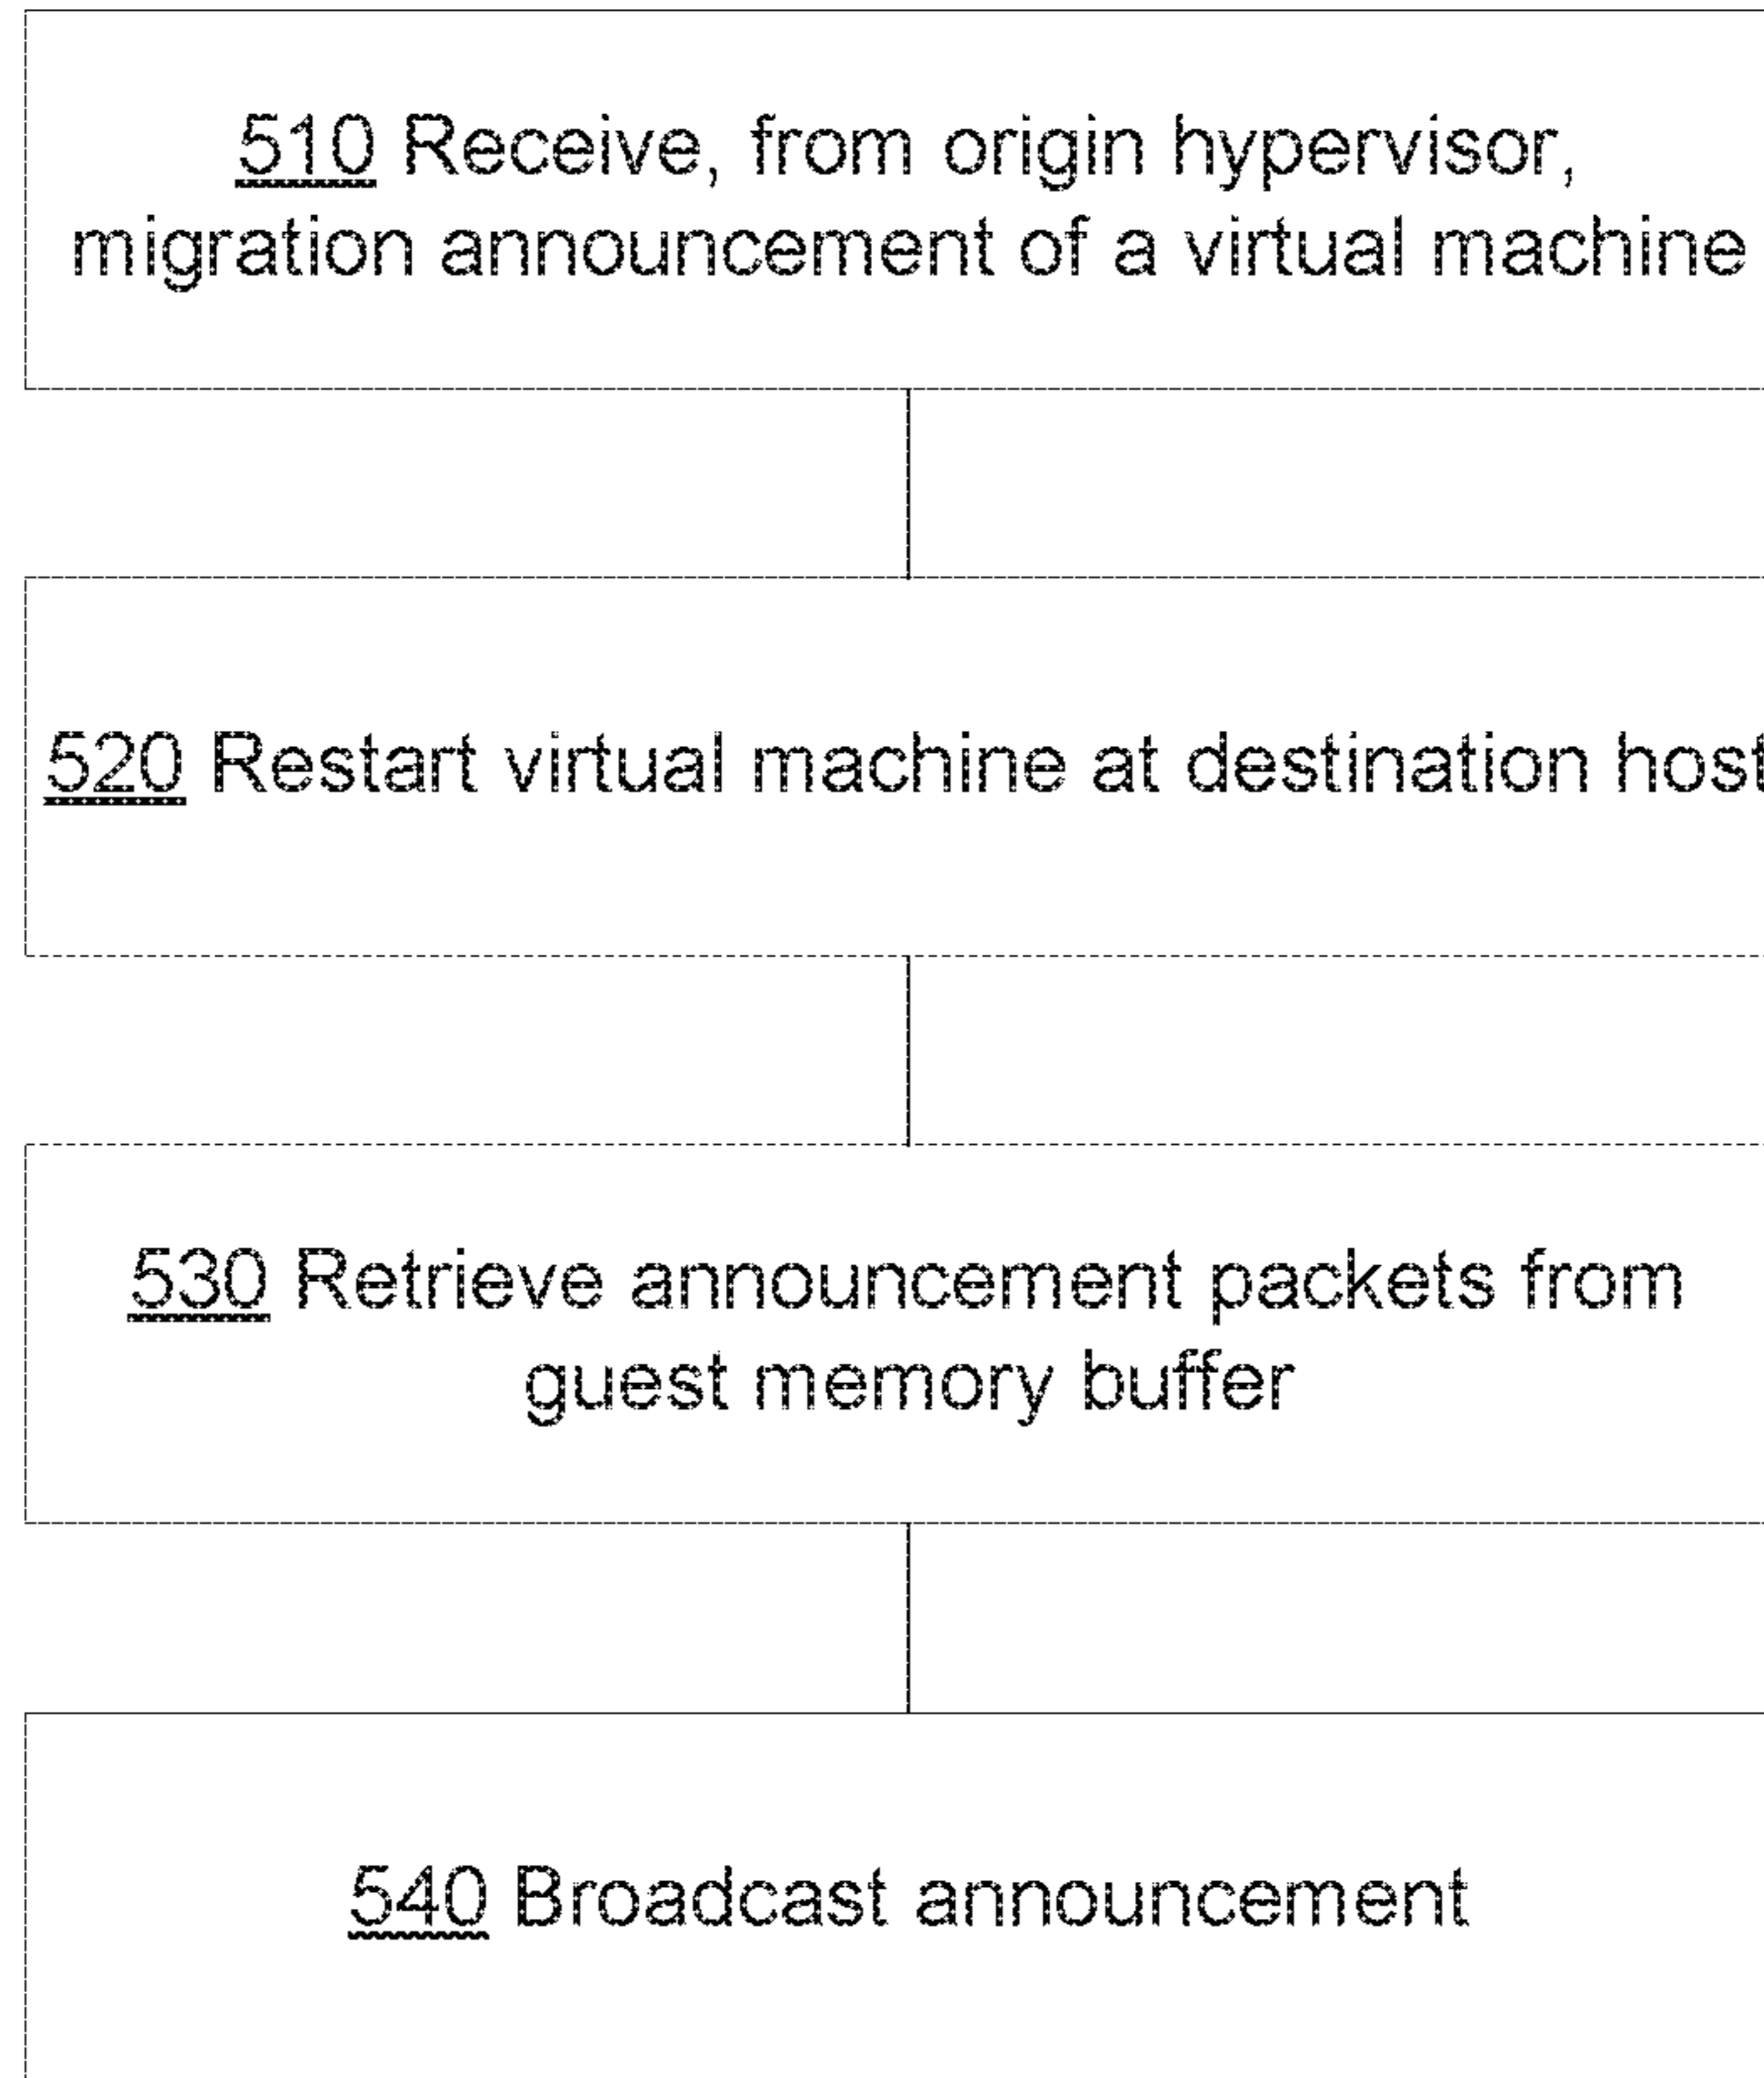 510 Receive, from origin hypervisor,
migration announcement of a virtual machine
520 Restart virtual machine at destination host
530 Retrieve announcement packets from
guest memory buffer
540 Broadcast announcement